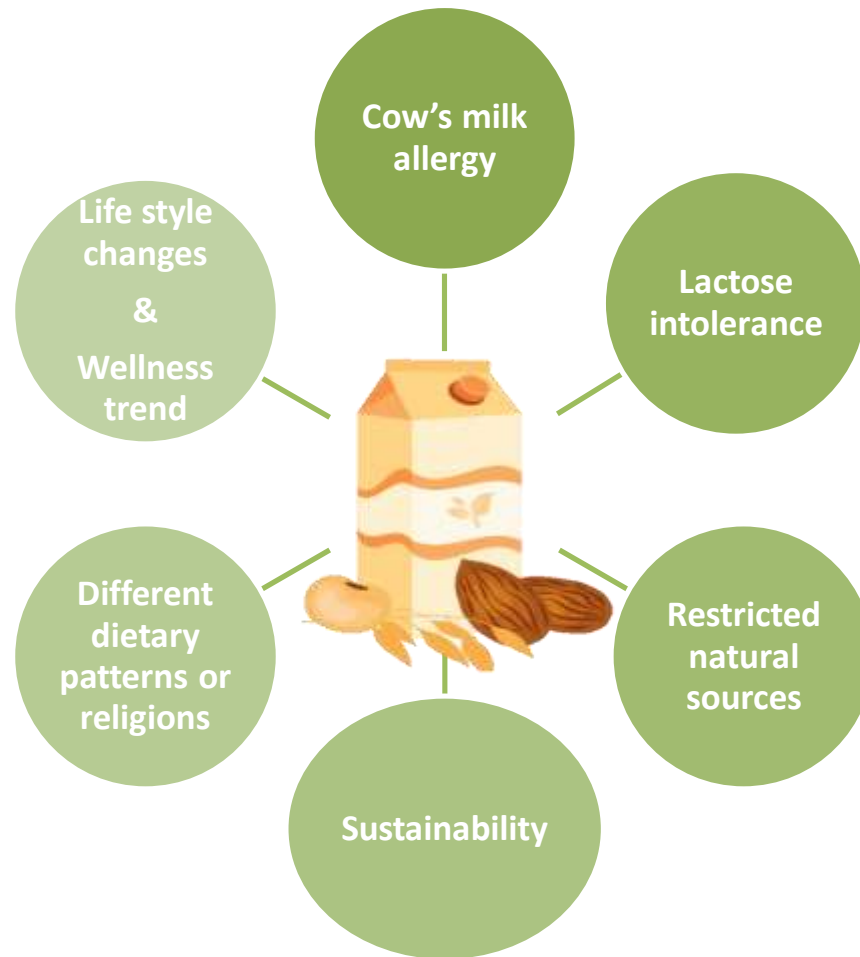 Cow’s milk
allergy
Lactose
intolerance
Restricted
natural
sources
Sustainability
Different
dietary
patterns or
religions
Life style
changes
&
Wellness
trend